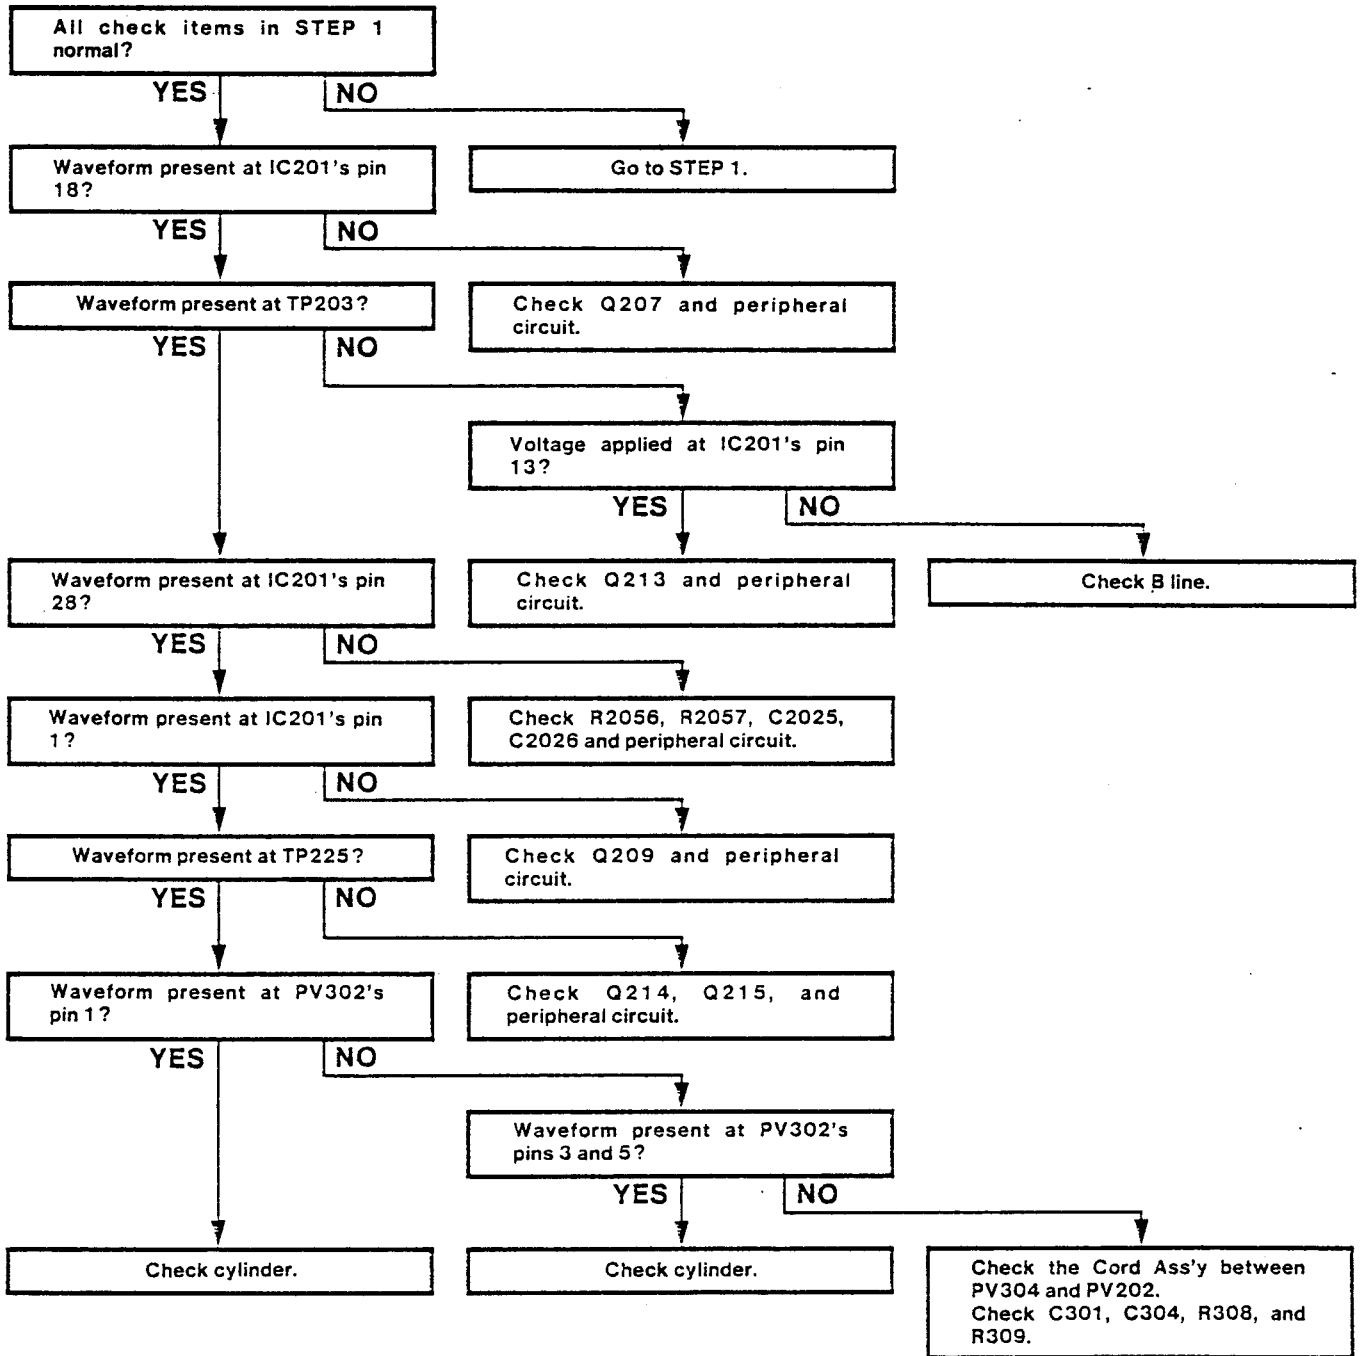 All check items in STEP 1
normal?
YES
NO
Waveform present at IC201's pin
18?
Go to STEP 1.
YES
NO
Waveform present at TP203?
Check Q207 and peripheral
circuit.
YES
NO
Voltage applied at IC201's pin
13?
YES
NO
Waveform present at IC201's pin
28?
Check Q213 and peripheral
circuit.
Check B line.
YES
NO
Waveform present at IC201's pin
1?
Check R2056, R2057, C2025,
C2026 and peripheral circuit.
YES
NO
Waveform present at TP225?
Check Q209 and peripheral
circuit.
YES
NO
Waveform present at PV302's
pin 1?
Check Q214, Q215, and
peripheral circuit.
YES
NO
Waveform present at PV302's
pins 3 and 5?
YES
NO
Check cylinder.
Check cylinder.
Check the Cord Ass'y between
PV304 and PV202.
Check C301, C304, R308, and
R309.